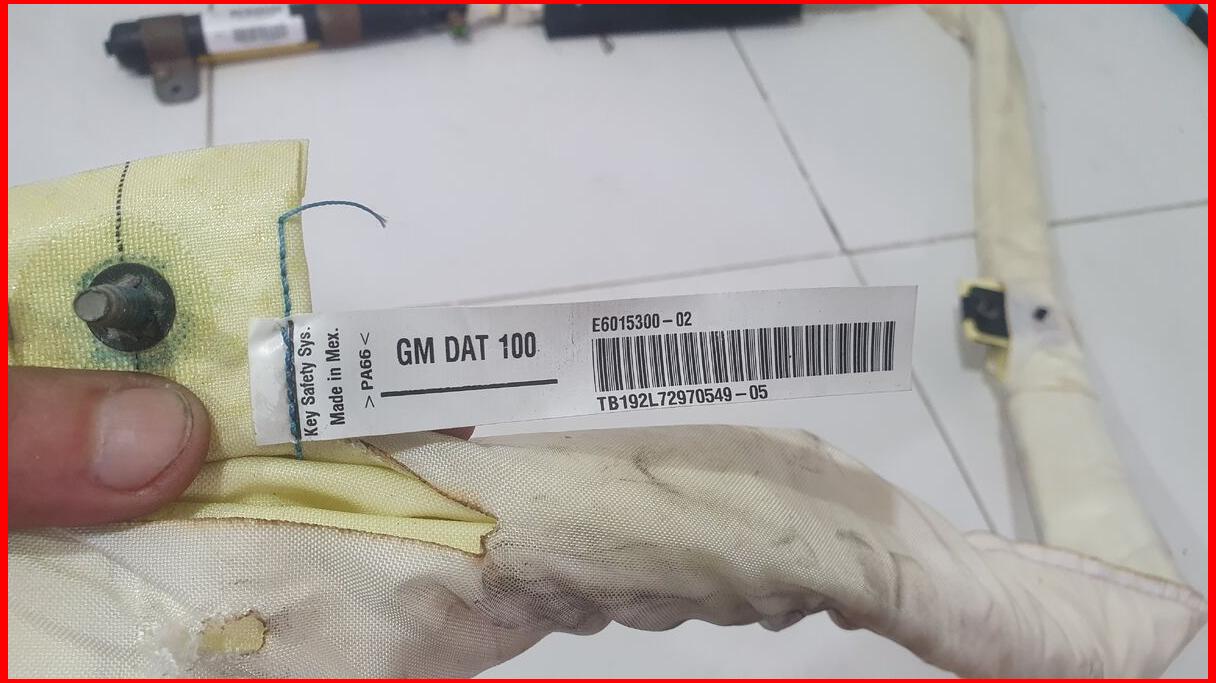 Key Safety Sys.
Made in Mex.
> PA66 <
GM DAT 100
E6015300-02
TB192L72970549-05